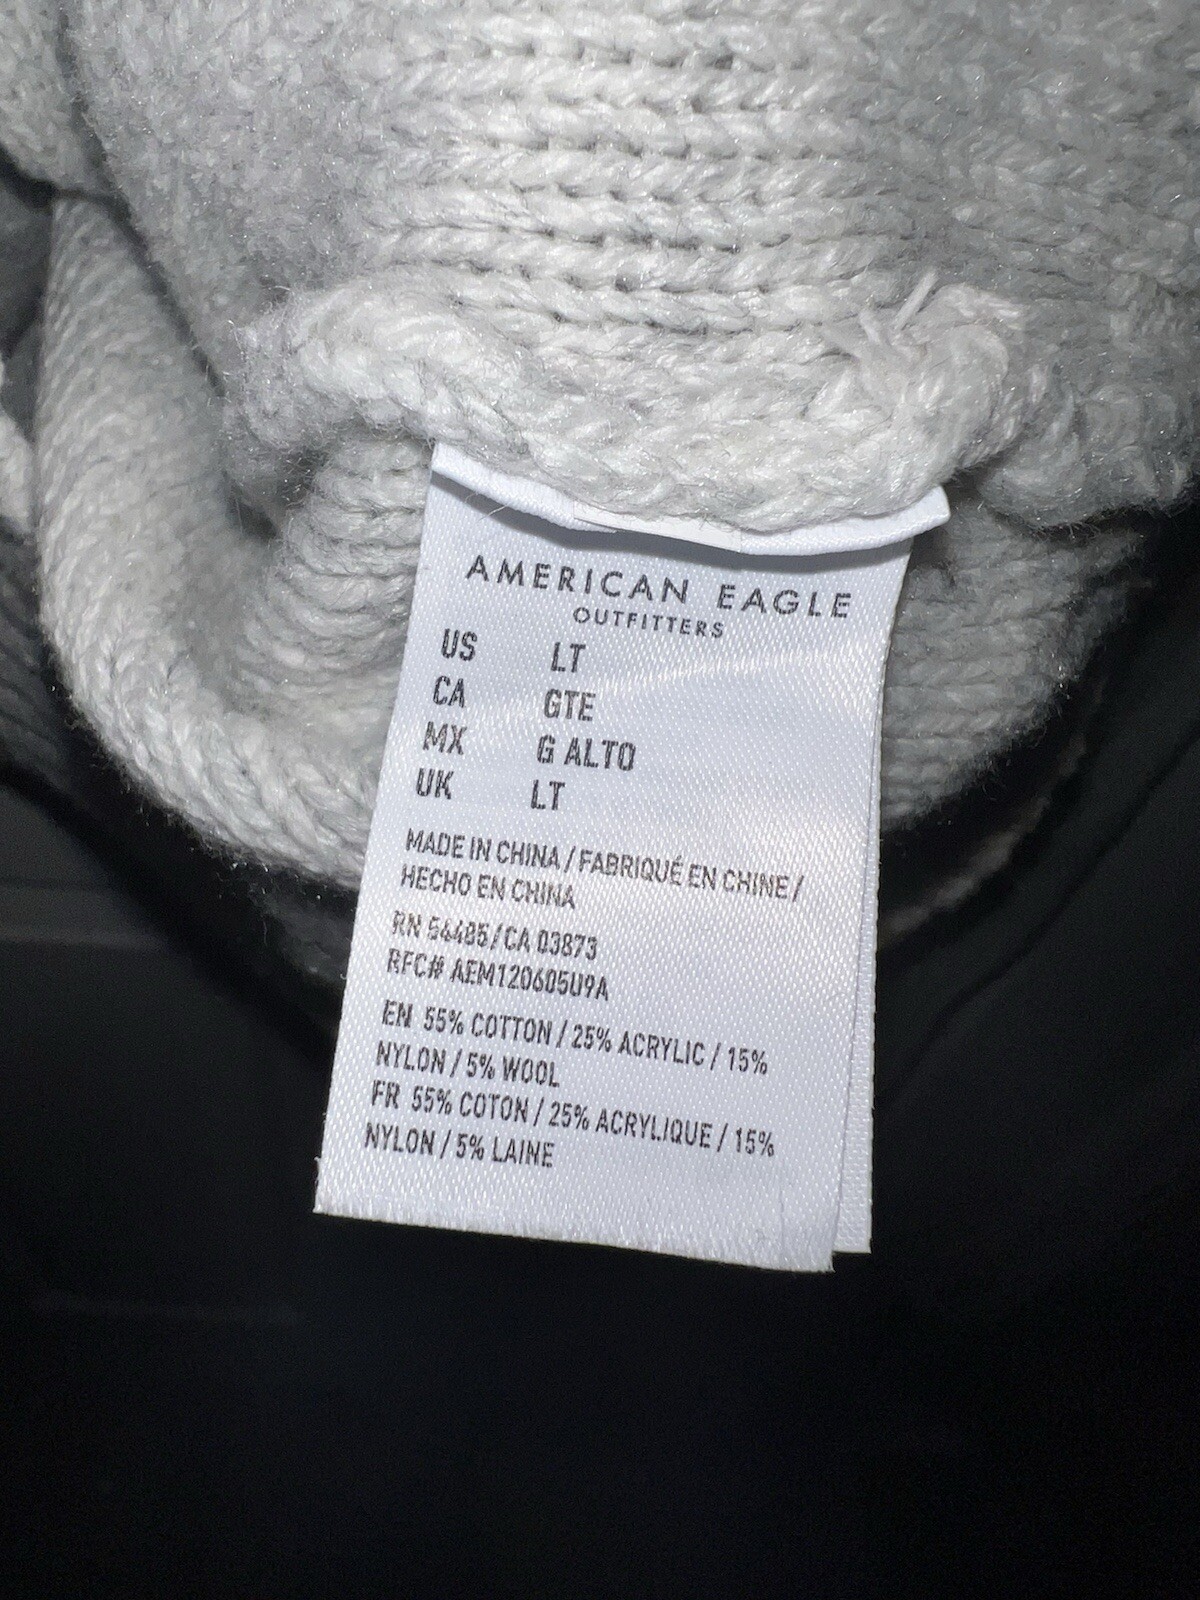 AMERICAN EAGLE
OUTFITTERS
US LT
CA GTE
MX G ALTO
UK LT
MADE IN CHINA / FABRIQUÉ EN CHINE /
HECHO EN CHINA
RN 54485 / CA 03873
RFC# AEM120605U9A
EN 55% COTTON / 25% ACRYLIC / 15%
NYLON / 5% WOOL
FR 55% COTON / 25% ACRYLIQUE / 15%
NYLON / 5% LAINE